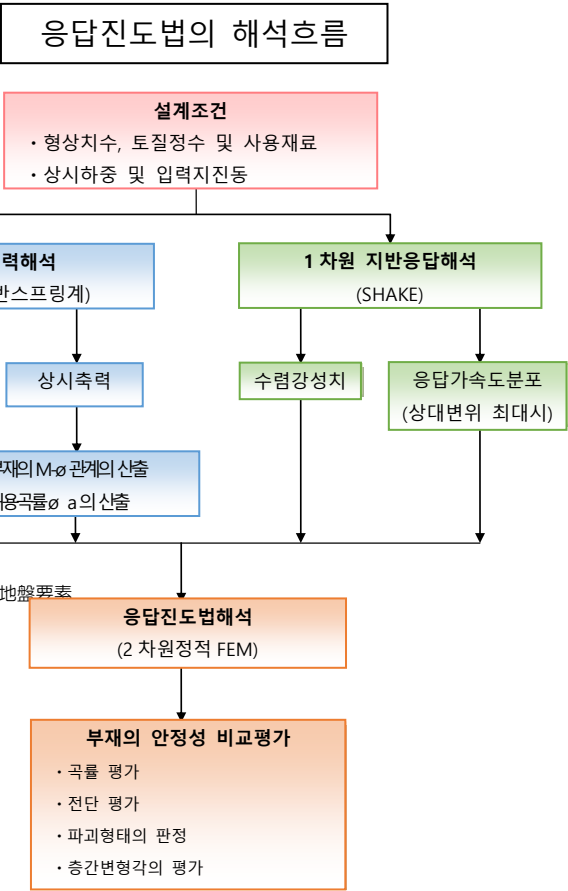 응답진도법의 해석흐름
설계조건
· 형상치수, 토질정수 및 사용재료
· 상시하중 및 입력지진동
력해석
반스프링계)
1 차원 지반응답해석
(SHAKE)
상시축력
수렴강성치
응답가속도분포
(상대변위 최대시)
부재의 M-ø 관계의 산출
허용곡률ø a의 산출
地盤要素
응답진도법해석
(2 차원정적 FEM)
부재의 안정성 비교평가
· 곡률 평가
· 전단 평가
· 파괴형태의 판정
· 층간변형각의 평가